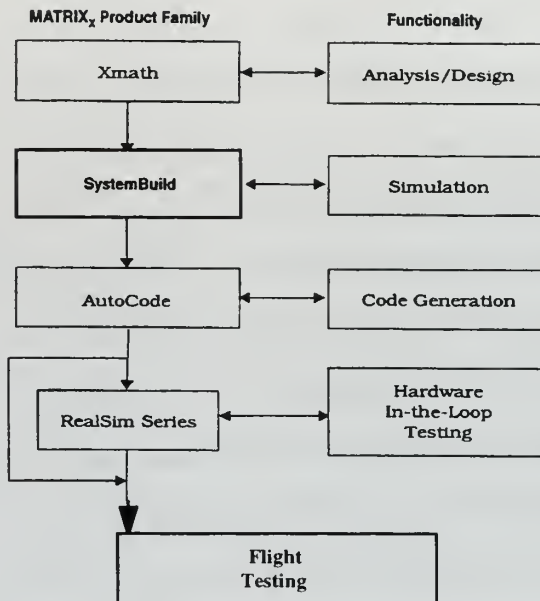 MATRIXx Product Family
Functionality
Xmath
Analysis/Design
SystemBuild
Simulation
AutoCode
Code Generation
RealSim Series
Hardware
In-the-Loop
Testing
Flight
Testing